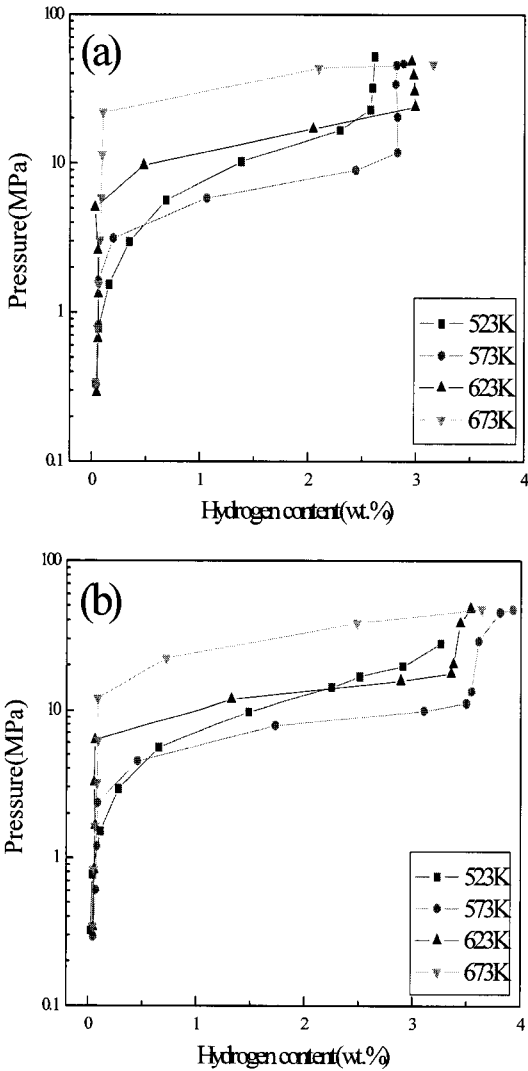 100
(a)
10
Pressure(MPa)
1
523K
573K
623K
673K
0.1
0 1 2 3 4
Hydrogen content(wt.%)
100
(b)
10
Pressure(MPa)
1
523K
573K
623K
673K
0.1
0 1 2 3 4
Hydrogen content(wt.%)